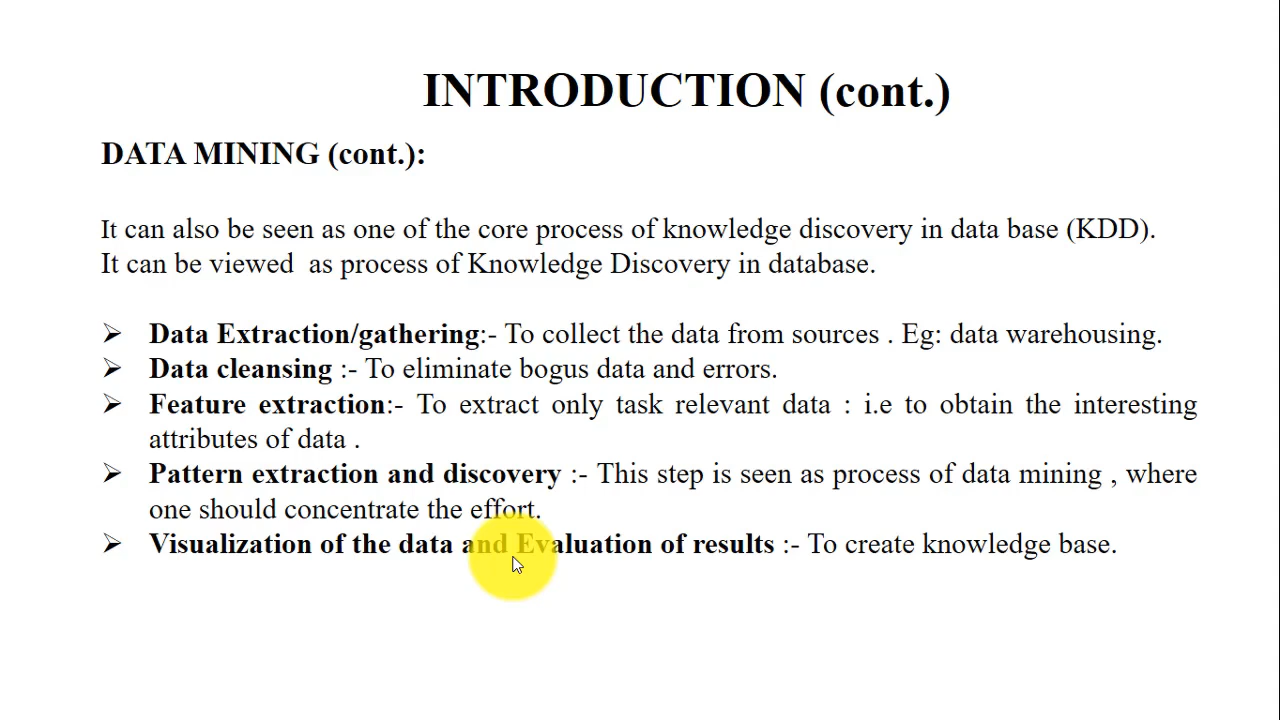 INTRODUCTION (cont.)
DATA MINING (cont.):
It can also be seen as one of the core process of knowledge discovery in data base (KDD).
It can be viewed  as process of Knowledge Discovery in database.
➢ Data Extraction/gathering:- To collect the data from sources . Eg: data warehousing.
➢ Data cleansing :- To eliminate bogus data and errors.
➢ Feature extraction:- To extract only task relevant data : i.e to obtain the interesting
attributes of data .
➢ Pattern extraction and discovery :- This step is seen as process of data mining , where
one should concentrate the effort.
➢ Visualization of the data and Evaluation of results :- To create knowledge base.